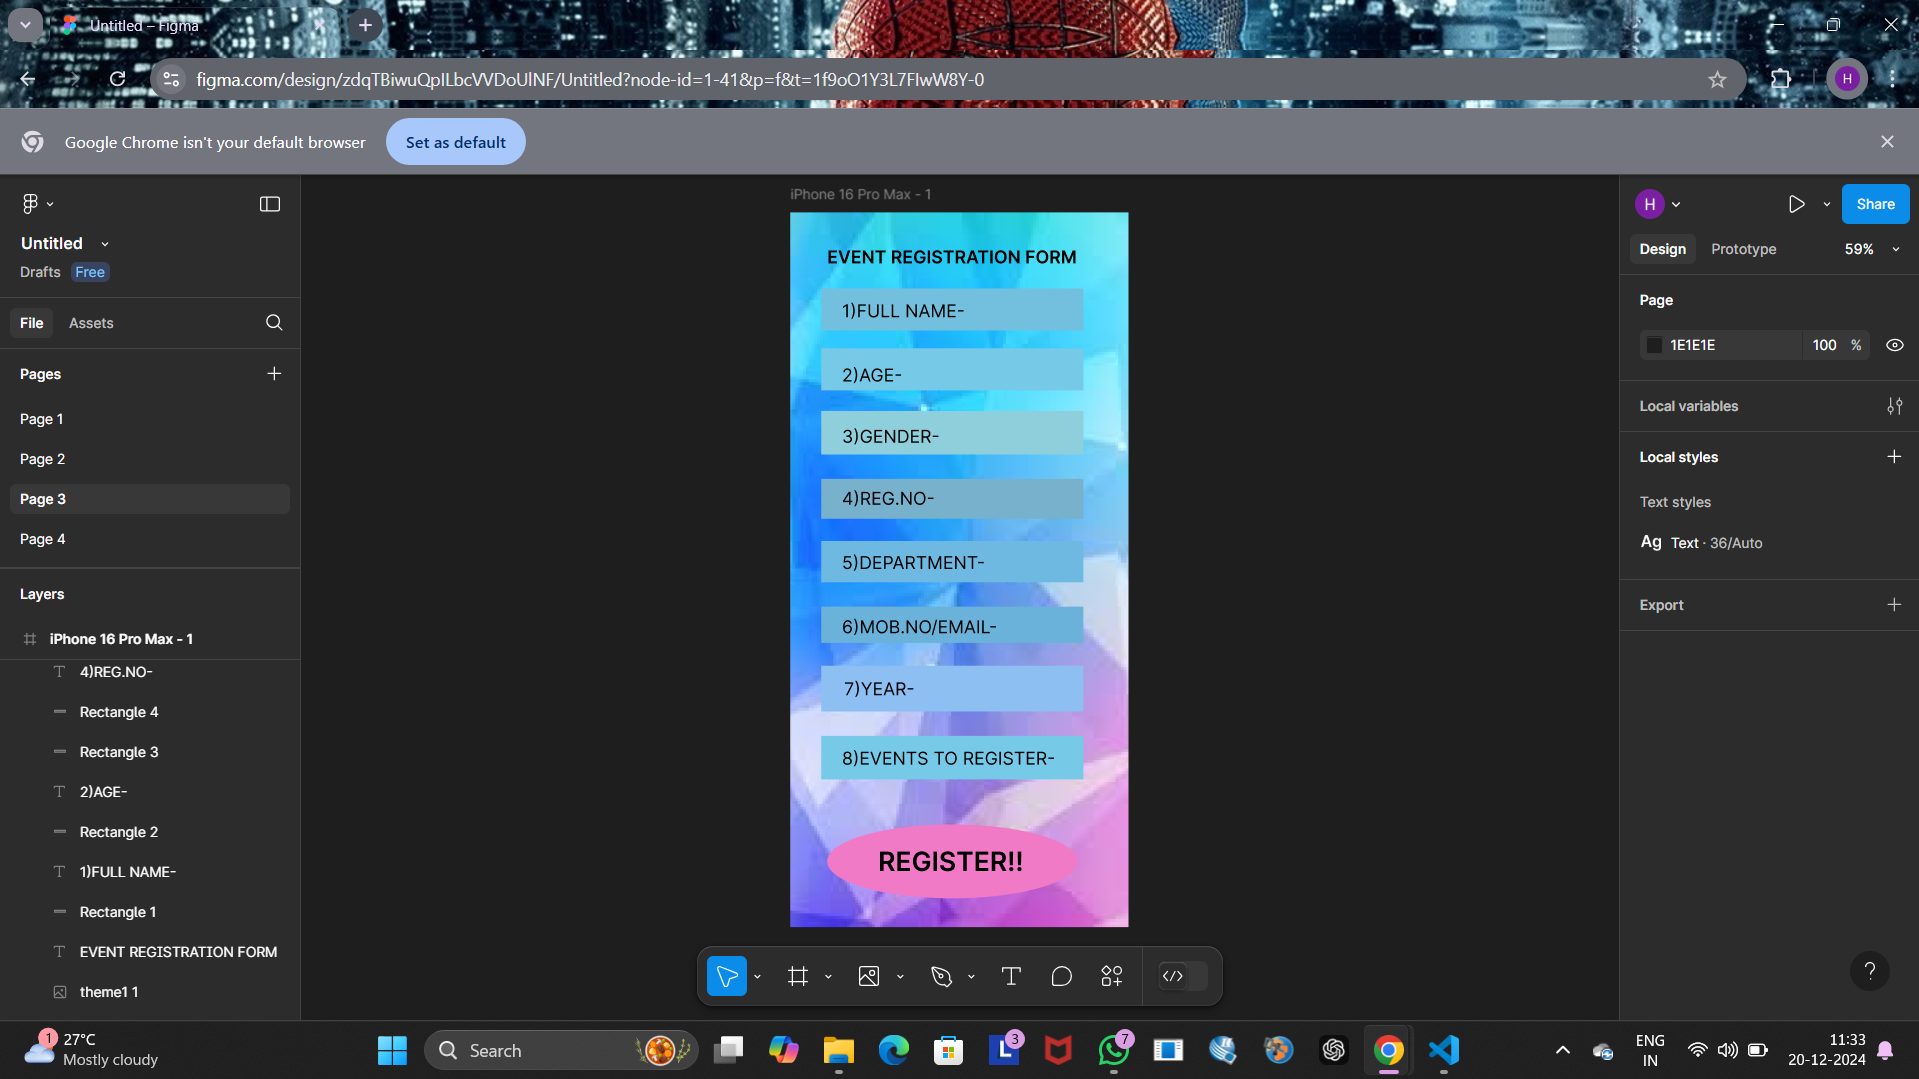 Untitled – Figma
figma.com/design/zdqTBiwuQpILbcVVDoUlNF/Untitled?node-id=1-41&p=f&t=1f9oO1Y3L7FlwW8Y-0
H
Google Chrome isn't your default browser
Set as default
Untitled
Drafts
Free
File
Assets
Pages
Page 1
Page 2
Page 3
Page 4
Layers
iPhone 16 Pro Max - 1
4)REG.NO-
Rectangle 4
Rectangle 3
2)AGE-
Rectangle 2
1)FULL NAME-
Rectangle 1
EVENT REGISTRATION FORM
theme1 1
iPhone 16 Pro Max - 1
EVENT REGISTRATION FORM
1)FULL NAME-
2)AGE-
3)GENDER-
4)REG.NO-
5)DEPARTMENT-
6)MOB.NO/EMAIL-
7)YEAR-
8)EVENTS TO REGISTER-
REGISTER!!
H
Share
Design
Prototype
59%
Page
1E1E1E
100 %
Local variables
Local styles
Text styles
Ag Text · 36/Auto
Export
?
1
27°C
Mostly cloudy
Search
L
3
7
ENG
IN
11:33
20-12-2024